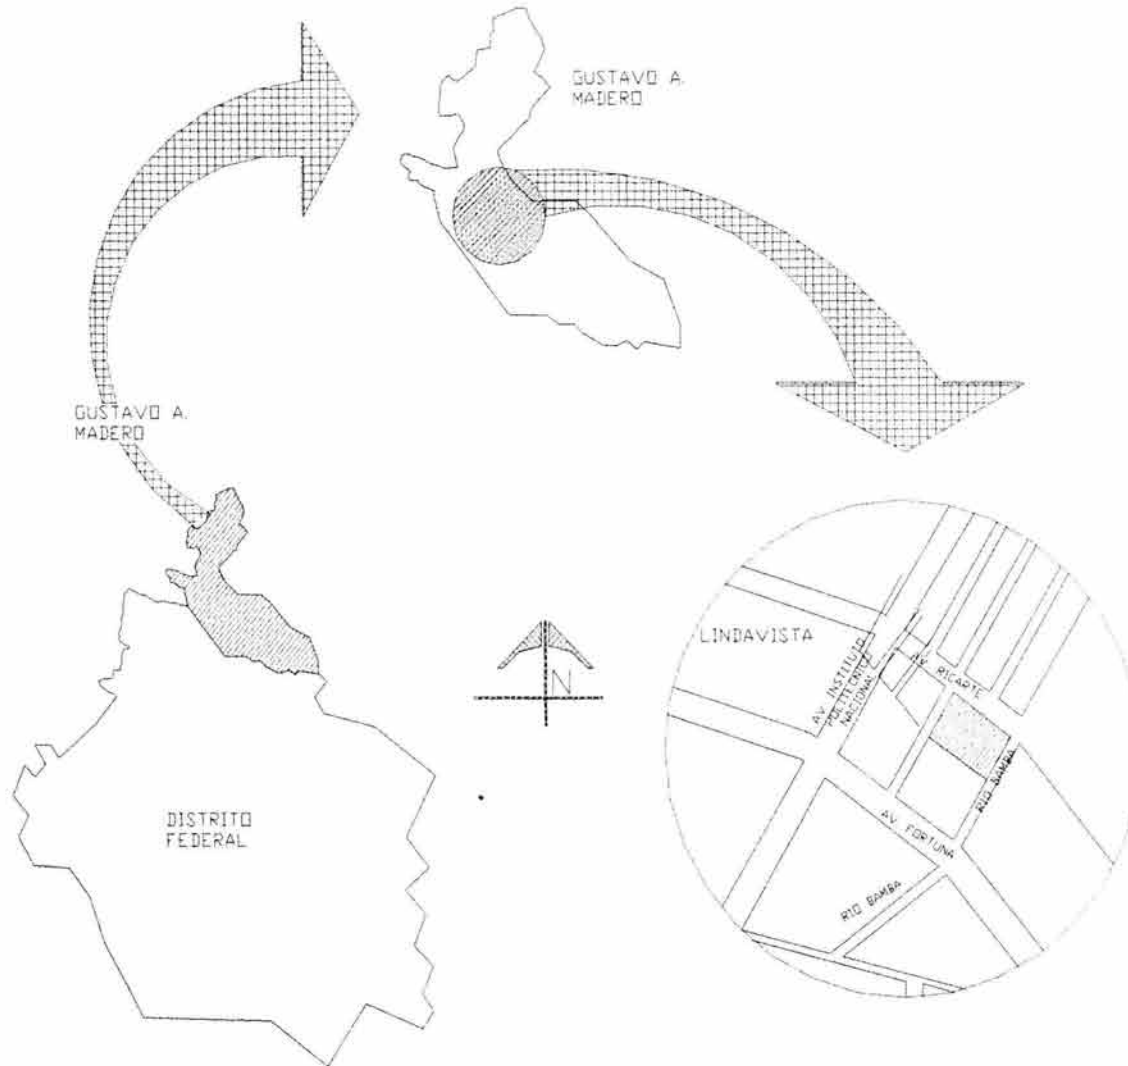 GUSTAVO A.
MADERO
GUSTAVO A.
MADERO
DISTRITO
FEDERAL
N
LINDAVISTA
AV. INSTITUTO
POLITECNICO
NACIONAL
AV. RICARTE
RIO BAMBA
AV. FORTUNA
RIO BAMBA